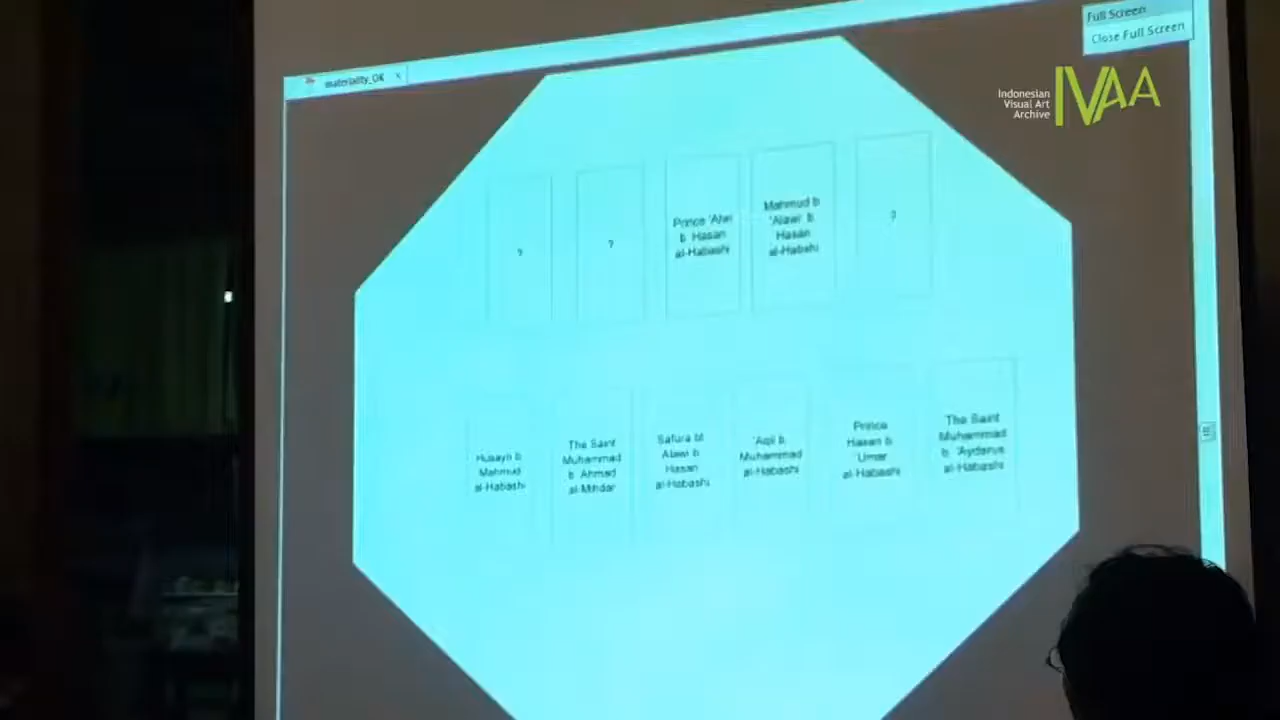 Full Screen
Close Full Screen
materiality_OK x
Indonesian
Visual Art
Archive
IVAA
?
?
Prince 'Alwi
b Hasan
al-Habashi
Mahmud b
'Alawi b
Hasan
al-Habshi
?
Husayn b
Mahmud
al-Habashi
The Saint
Muhammad
b Ahmad
al-Mihdar
Safura bt
Alawi b
Hasan
al-Habashi
'Aqil b
Muhammad
al-Habashi
Prince
Hasan b
'Umar
al-Habashi
The Saint
Muhammad
b 'Aydarus
al-Habashi